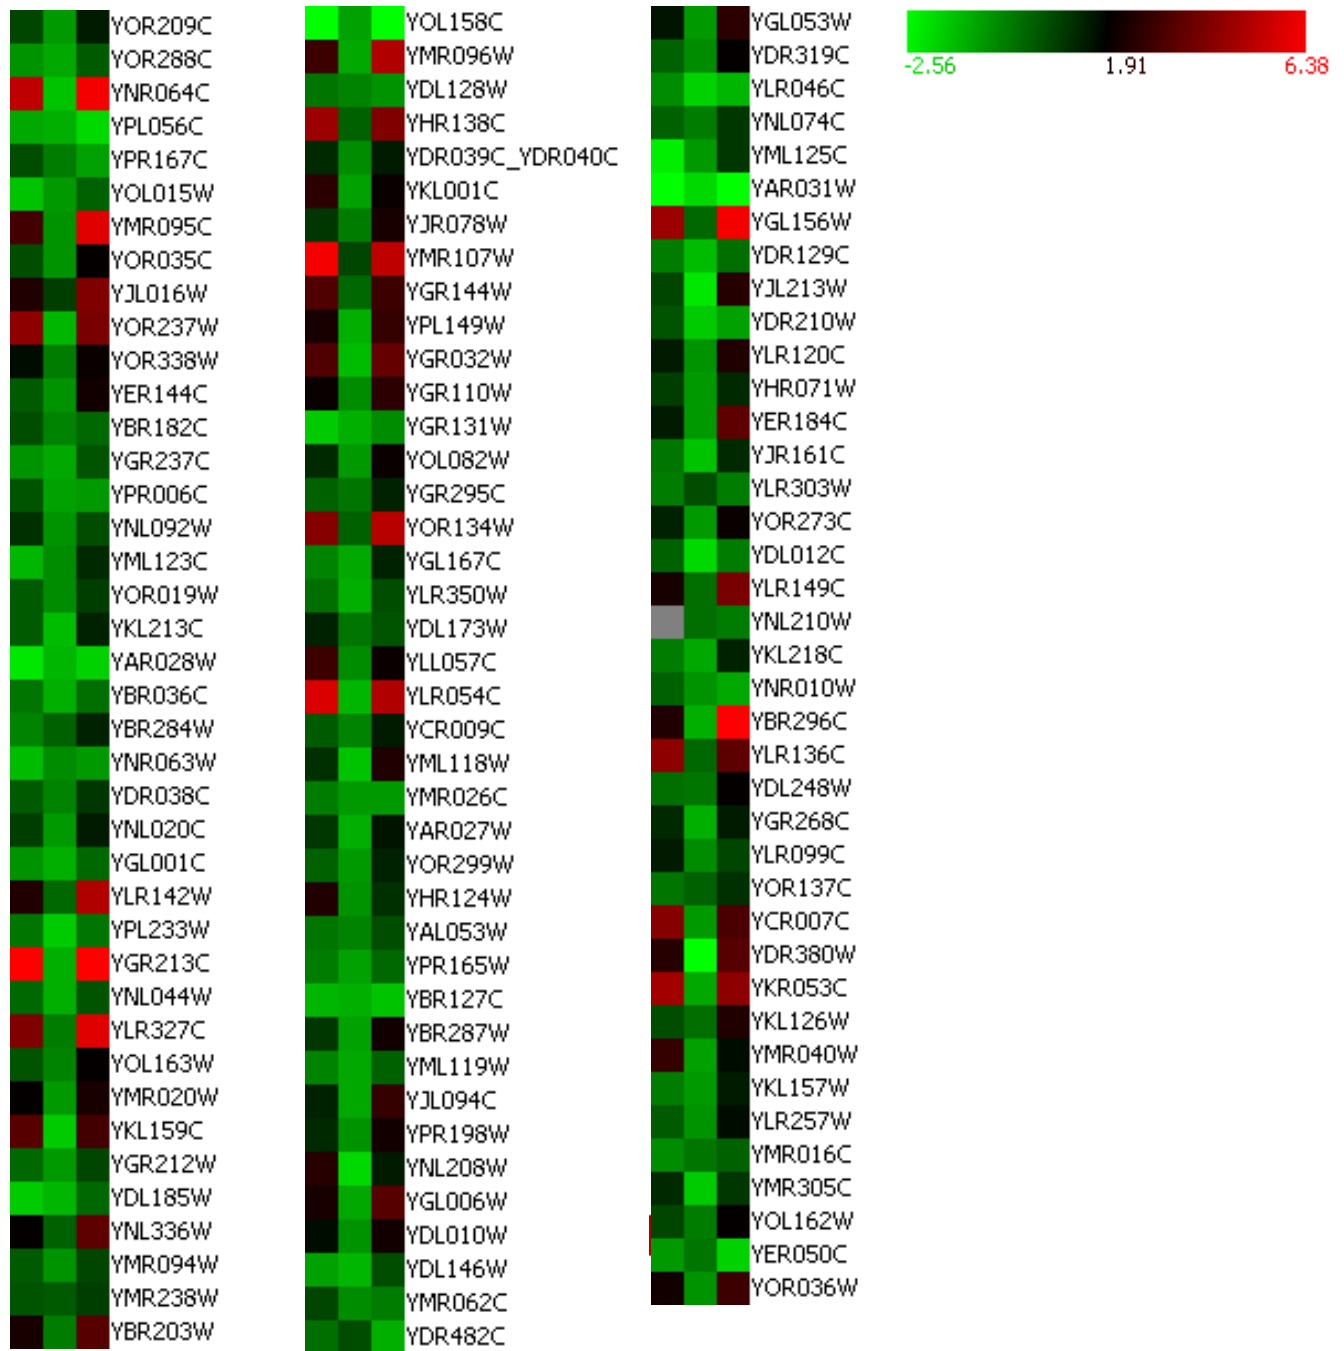 YOR209C
YOR288C
YNR064C
YPL056C
YPR167C
YOL015W
YMR095C
YOR035C
YJL016W
YOR237W
YOR338W
YER144C
YBR182C
YGR237C
YPR006C
YNL092W
YML123C
YOR019W
YKL213C
YAR028W
YBR036C
YBR284W
YNR063W
YDR038C
YNL020C
YGL001C
YLR142W
YPL233W
YGR213C
YNL044W
YLR327C
YOL163W
YMR020W
YKL159C
YGR212W
YDL185W
YNL336W
YMR094W
YMR238W
YBR203W
YOL158C
YMR096W
YDL128W
YHR138C
YDR039C_YDR040C
YKL001C
YJR078W
YMR107W
YGR144W
YPL149W
YGR032W
YGR110W
YGR131W
YOL082W
YGR295C
YOR134W
YGL167C
YLR350W
YDL173W
YLL057C
YLR054C
YCR009C
YML118W
YMR026C
YAR027W
YOR299W
YHR124W
YAL053W
YPR165W
YBR127C
YBR287W
YML119W
YJL094C
YPR198W
YNL208W
YGL006W
YDL010W
YDL146W
YMR062C
YDR482C
YGL053W
YDR319C
YLR046C
YNL074C
YML125C
YAR031W
YGL156W
YDR129C
YJL213W
YDR210W
YLR120C
YHR071W
YER184C
YJR161C
YLR303W
YOR273C
YDL012C
YLR149C
YNL210W
YKL218C
YNR010W
YBR296C
YLR136C
YDL248W
YGR268C
YLR099C
YOR137C
YCR007C
YDR380W
YKR053C
YKL126W
YMR040W
YKL157W
YLR257W
YMR016C
YMR305C
YOL162W
YER050C
YOR036W
-2.56 1.91 6.38